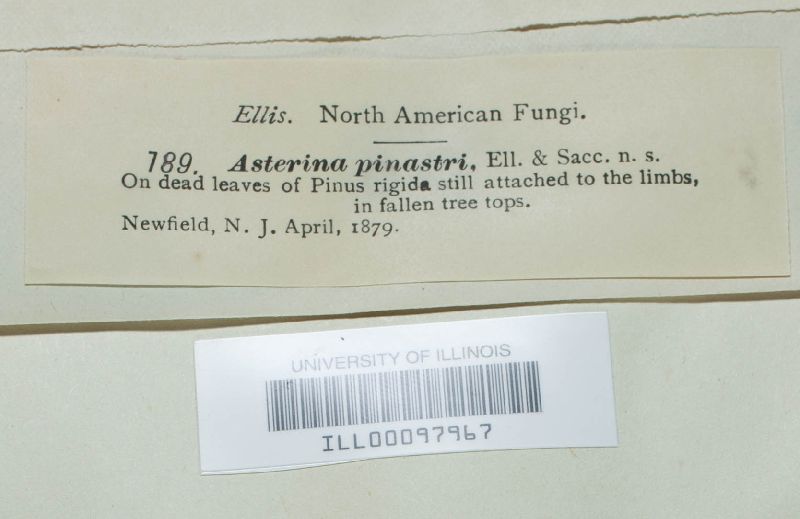 Ellis. North American Fungi.
789. Asterina pinastri, Ell. & Sacc. n. s.
On dead leaves of Pinus rigida still attached to the limbs,
in fallen tree tops.
Newfield, N. J. April, 1879.
UNIVERSITY OF ILLINOIS
ILL00097967